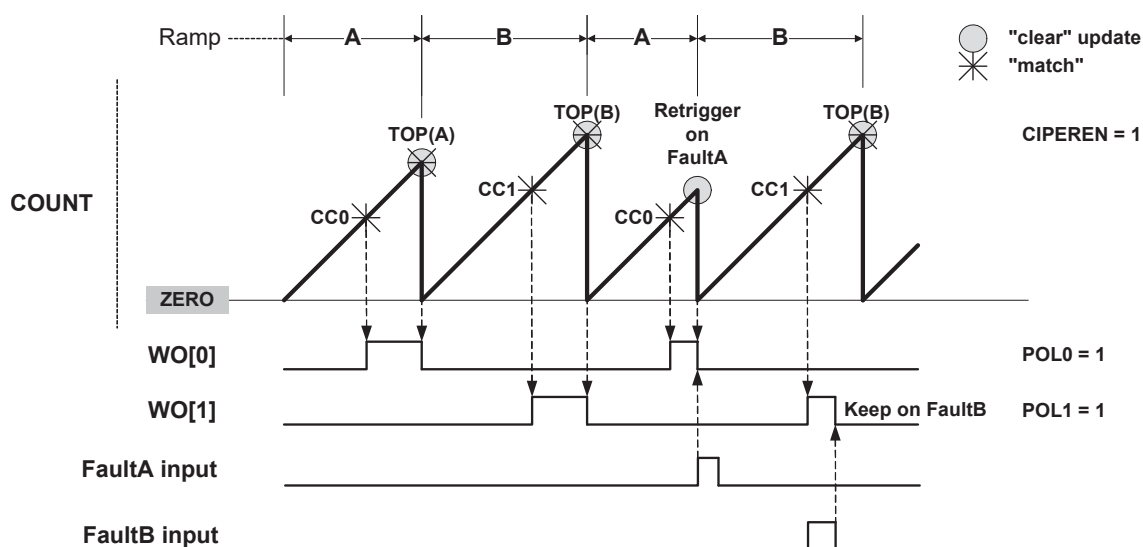 Ramp A B A B
"clear" update
"match"
TOP(A) TOP(B) Retrigger on FaultA TOP(B)
CIPEREN = 1
COUNT
CC0 CC1 CC0 CC1
ZERO
WO[0] POL0 = 1
WO[1] Keep on FaultB POL1 = 1
FaultA input
FaultB input